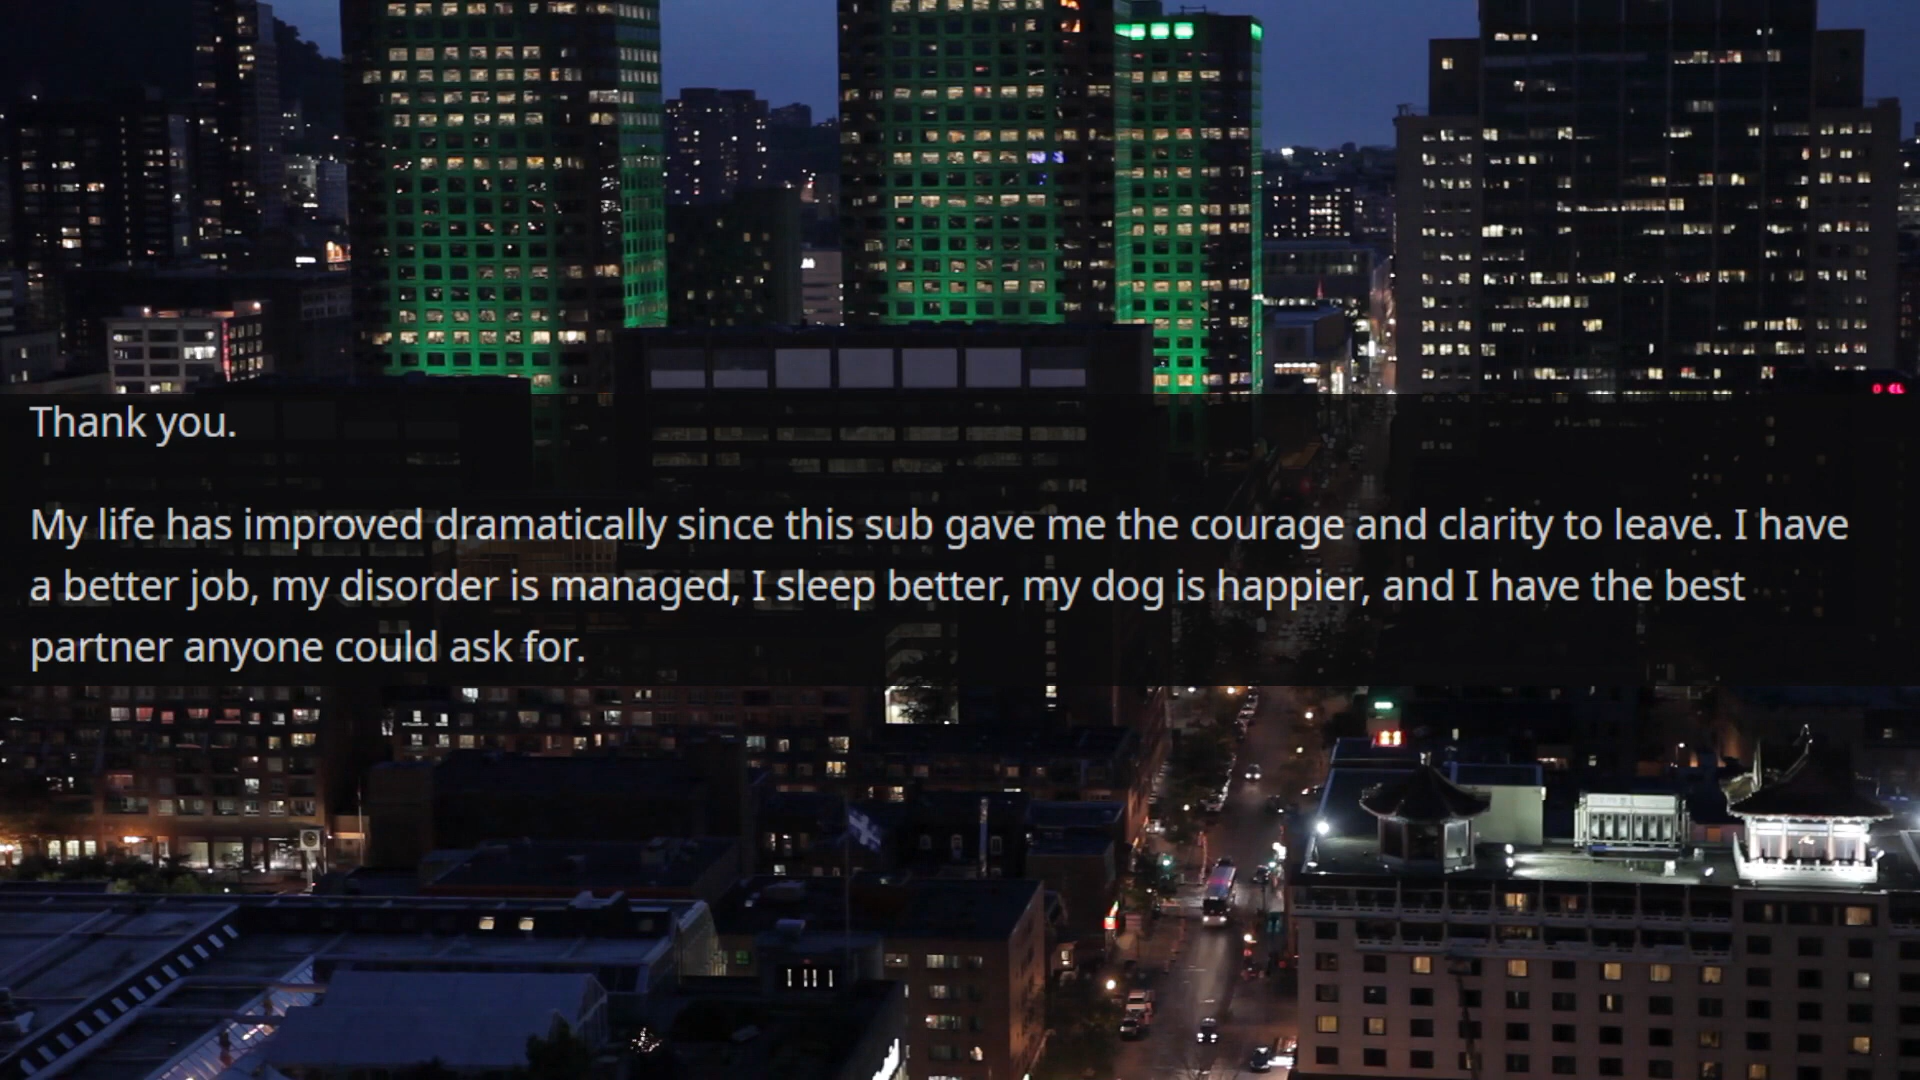 Thank you.
My life has improved dramatically since this sub gave me the courage and clarity to leave. I have
a better job, my disorder is managed, I sleep better, my dog is happier, and I have the best
partner anyone could ask for.